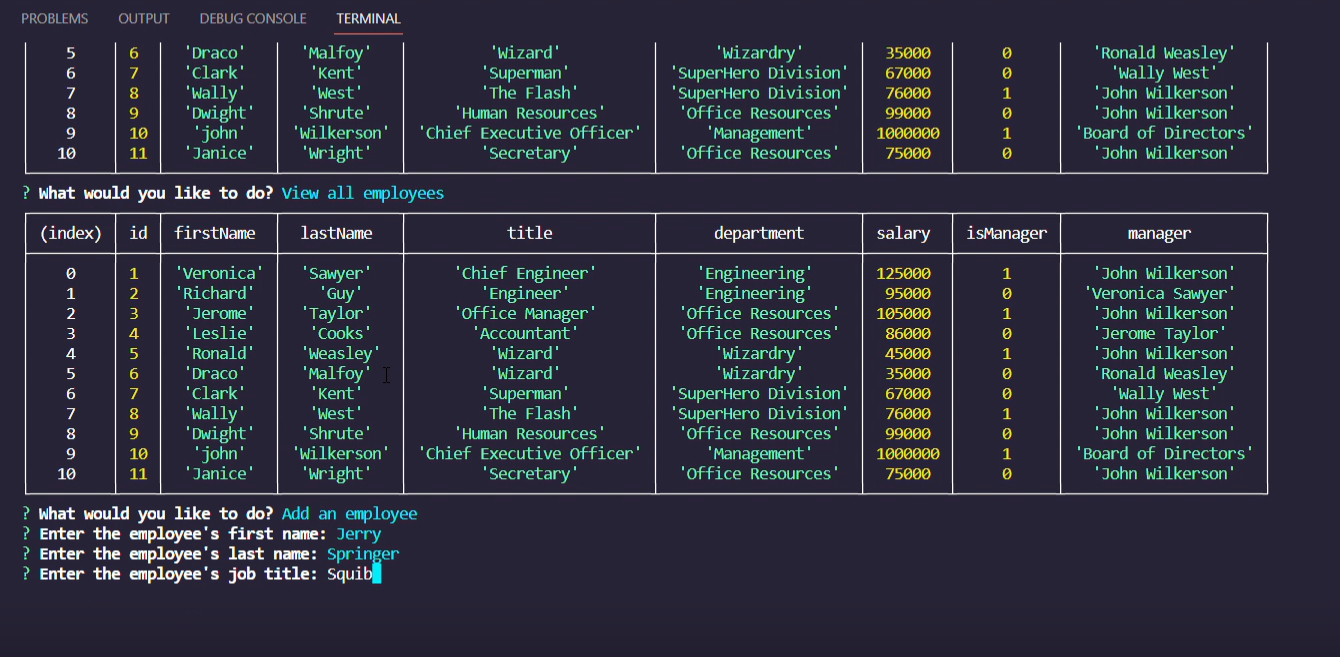 PROBLEMS OUTPUT DEBUG CONSOLE TERMINAL
5 6 'Draco' 'Malfoy' 'Wizard' 'Wizardry' 35000 0 'Ronald Weasley'
6 7 'Clark' 'Kent' 'Superman' 'SuperHero Division' 67000 0 'Wally West'
7 8 'Wally' 'West' 'The Flash' 'SuperHero Division' 76000 1 'John Wilkerson'
8 9 'Dwight' 'Shrute' 'Human Resources' 'Office Resources' 99000 0 'John Wilkerson'
9 10 'john' 'Wilkerson' 'Chief Executive Officer' 'Management' 1000000 1 'Board of Directors'
10 11 'Janice' 'Wright' 'Secretary' 'Office Resources' 75000 0 'John Wilkerson'
? What would you like to do? View all employees
(index) id firstName lastName title department salary isManager manager
0 1 'Veronica' 'Sawyer' 'Chief Engineer' 'Engineering' 125000 1 'John Wilkerson'
1 2 'Richard' 'Guy' 'Engineer' 'Engineering' 95000 0 'Veronica Sawyer'
2 3 'Jerome' 'Taylor' 'Office Manager' 'Office Resources' 105000 1 'John Wilkerson'
3 4 'Leslie' 'Cooks' 'Accountant' 'Office Resources' 86000 0 'Jerome Taylor'
4 5 'Ronald' 'Weasley' 'Wizard' 'Wizardry' 45000 1 'John Wilkerson'
5 6 'Draco' 'Malfoy' 'Wizard' 'Wizardry' 35000 0 'Ronald Weasley'
6 7 'Clark' 'Kent' 'Superman' 'SuperHero Division' 67000 0 'Wally West'
7 8 'Wally' 'West' 'The Flash' 'SuperHero Division' 76000 1 'John Wilkerson'
8 9 'Dwight' 'Shrute' 'Human Resources' 'Office Resources' 99000 0 'John Wilkerson'
9 10 'john' 'Wilkerson' 'Chief Executive Officer' 'Management' 1000000 1 'Board of Directors'
10 11 'Janice' 'Wright' 'Secretary' 'Office Resources' 75000 0 'John Wilkerson'
? What would you like to do? Add an employee
? Enter the employee's first name: Jerry
? Enter the employee's last name: Springer
? Enter the employee's job title: Squib